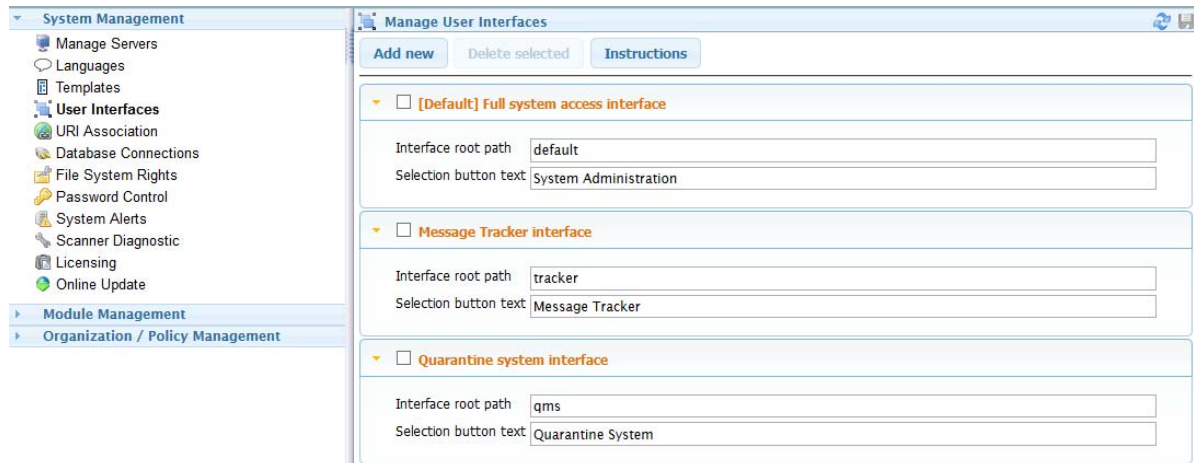 System Management
Manage Servers
Languages
Templates
User Interfaces
URI Association
Database Connections
File System Rights
Password Control
System Alerts
Scanner Diagnostic
Licensing
Online Update
Module Management
Organization / Policy Management
Manage User Interfaces
Add new
Delete selected
Instructions
[Default] Full system access interface
Interface root path default
Selection button text System Administration
Message Tracker interface
Interface root path tracker
Selection button text Message Tracker
Quarantine system interface
Interface root path qms
Selection button text Quarantine System